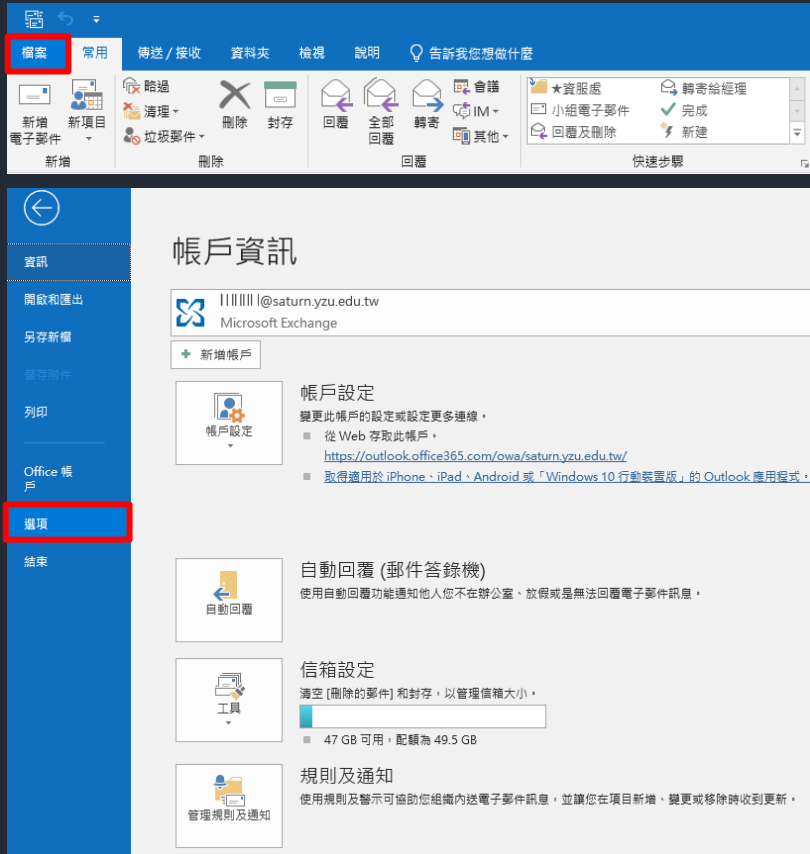 檔案 常用 傳送 / 接收 資料夾 檢視 說明 告訴我您想做什麼
新增
電子郵件
新項目
略過
清理
垃圾郵件
刪除
封存
回覆
全部
回覆
轉寄
會議
IM
其他
★資服處
小組電子郵件
回覆及刪除
轉寄給經理
完成
新建
新增 刪除 回覆 快速步驟
資訊
開啟和匯出
另存新檔
儲存附件
列印
Office 帳
戶
選項
結束
帳戶資訊
@saturn.yzu.edu.tw
Microsoft Exchange
新增帳戶
帳戶設定
帳戶設定
變更此帳戶的設定或設定更多連線。
從 Web 存取此帳戶。
https://outlook.office365.com/owa/saturn.yzu.edu.tw/
取得適用於 iPhone、iPad、Android 或「Windows 10 行動裝置版」的 Outlook 應用程式。
自動回覆
自動回覆 (郵件答錄機)
使用自動回覆功能通知他人您不在辦公室、放假或是無法回覆電子郵件訊息。
工具
信箱設定
清空 [刪除的郵件] 和封存，以管理信箱大小。
47 GB 可用，配額為 49.5 GB
管理規則及通知
規則及通知
使用規則及警示可協助您組織內送電子郵件訊息，並讓您在項目新增、變更或移除時收到更新。